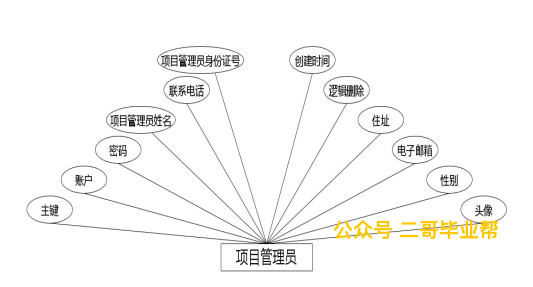 项目管理员身份证号
创建时间
联系电话
逻辑删除
项目管理员姓名
住址
密码
电子邮箱
账户
性别
主键
头像
公众号 二哥毕业帮
项目管理员